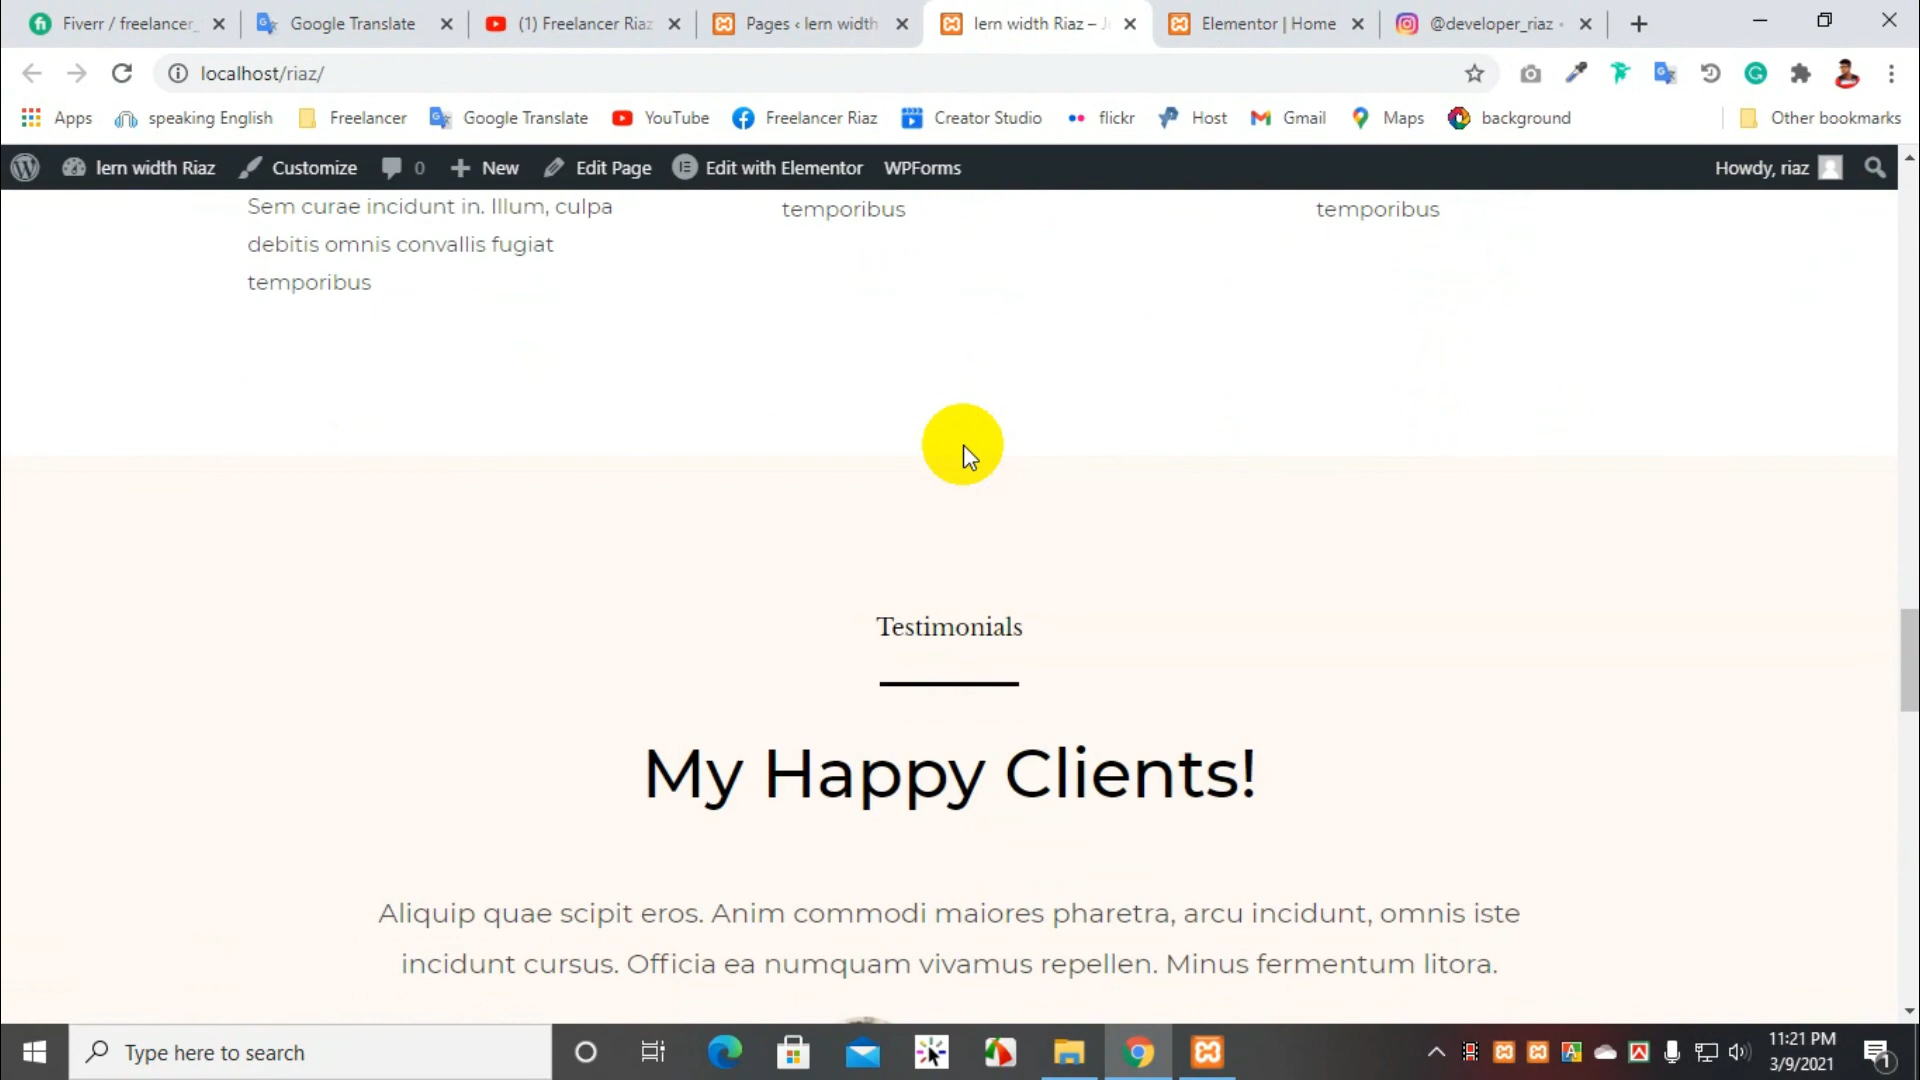 Fiverr / freelancer_
Google Translate
(1) Freelancer Riaz
Pages ‹ lern width
lern width Riaz –
Elementor | Home
@developer_riaz •
localhost/riaz/
Apps
speaking English
Freelancer
Google Translate
YouTube
Freelancer Riaz
Creator Studio
flickr
Host
Gmail
Maps
background
Other bookmarks
lern width Riaz
Customize
0
New
Edit Page
Edit with Elementor
WPForms
Howdy, riaz
Sem curae incidunt in. Illum, culpa
debitis omnis convallis fugiat
temporibus
temporibus
temporibus
Testimonials
My Happy Clients!
Aliquip quae scipit eros. Anim commodi maiores pharetra, arcu incidunt, omnis iste
incidunt cursus. Officia ea numquam vivamus repellen. Minus fermentum litora.
Type here to search
11:21 PM
3/9/2021
1